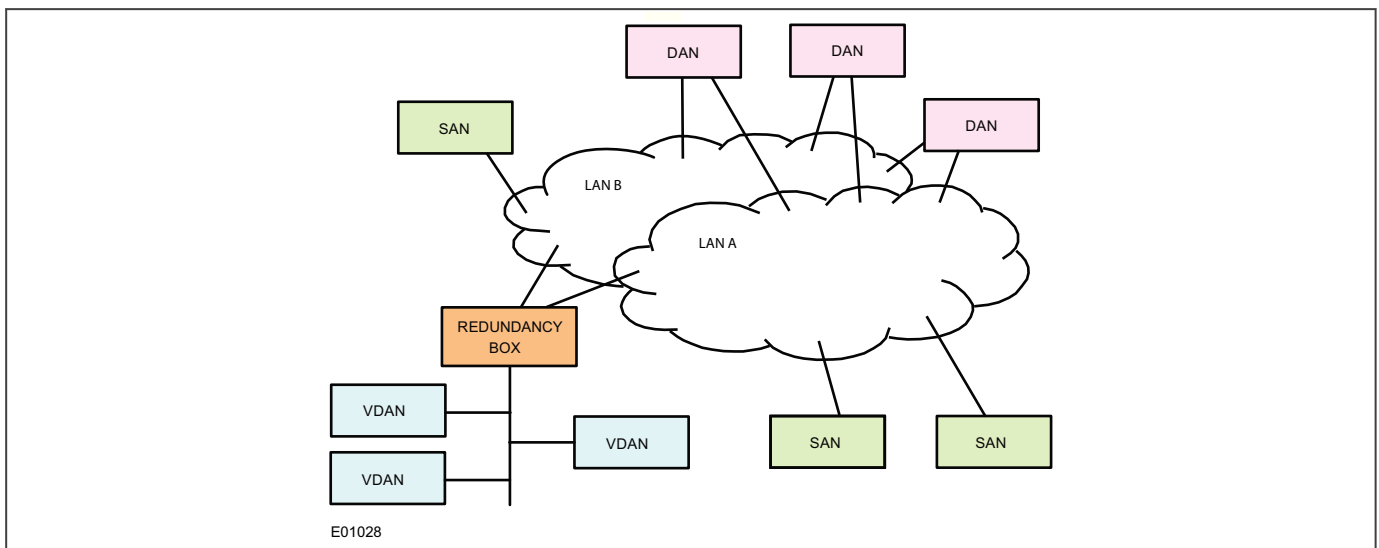 DAN
DAN
DAN
SAN
LAN B
LAN A
REDUNDANCY
BOX
VDAN
VDAN
VDAN
SAN
SAN
E01028